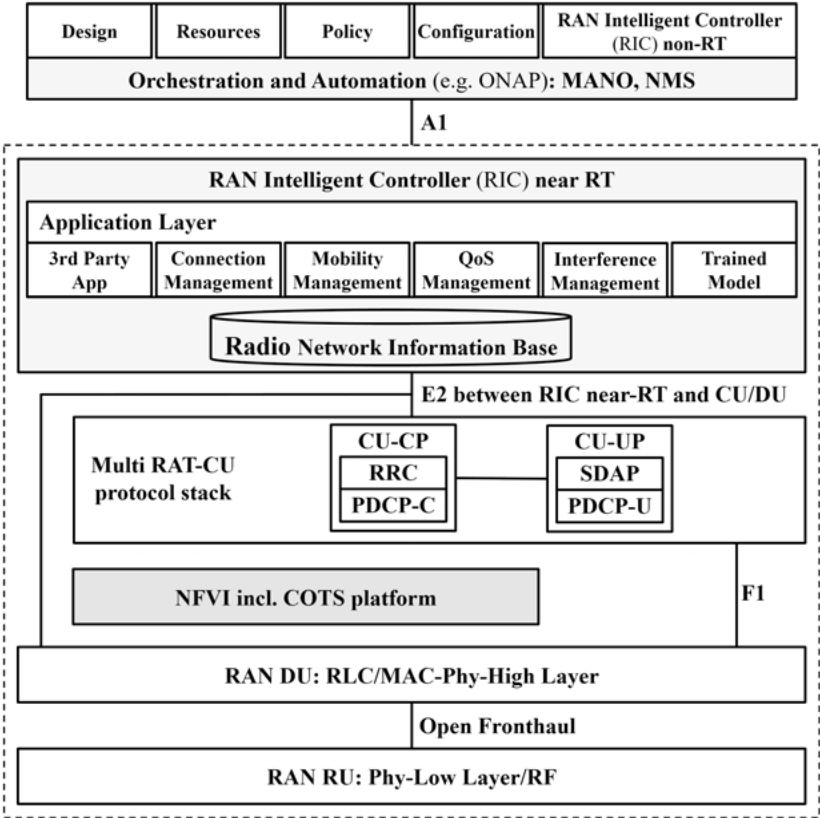 Design
Resources
Policy
Configuration
RAN Intelligent Controller
(RIC) non-RT
Orchestration and Automation (e.g. ONAP): MANO, NMS
A1
RAN Intelligent Controller (RIC) near RT
Application Layer
3rd Party
App
Connection
Management
Mobility
Management
QoS
Management
Interference
Management
Trained
Model
Radio Network Information Base
E2 between RIC near-RT and CU/DU
Multi RAT-CU
protocol stack
CU-CP
RRC
PDCP-C
CU-UP
SDAP
PDCP-U
NFVI incl. COTS platform
F1
RAN DU: RLC/MAC-Phy-High Layer
Open Fronthaul
RAN RU: Phy-Low Layer/RF